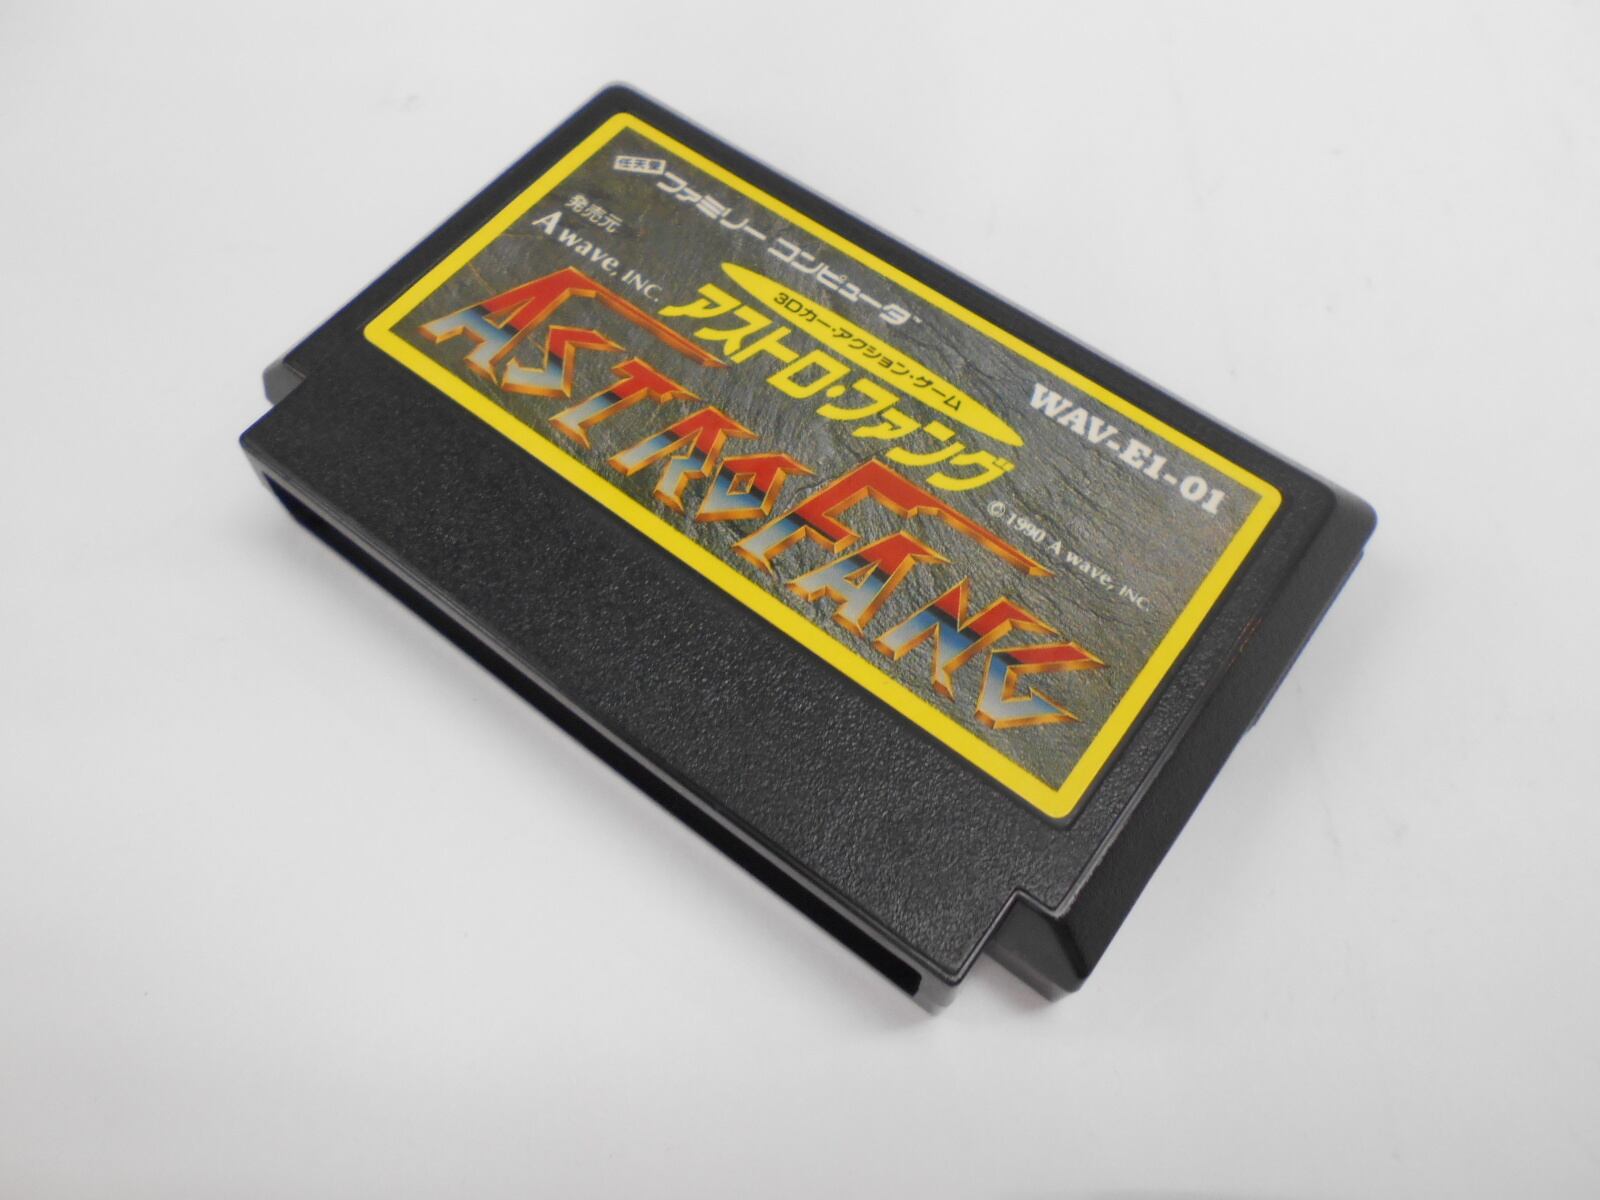 任天堂 ファミリー コンピュータ™
発売元
A wave, INC.
WAV-E1-01
3Dカー・アクション・ゲーム
アストロ・ファング
ASTRO FANG
© 1990 A wave, INC.